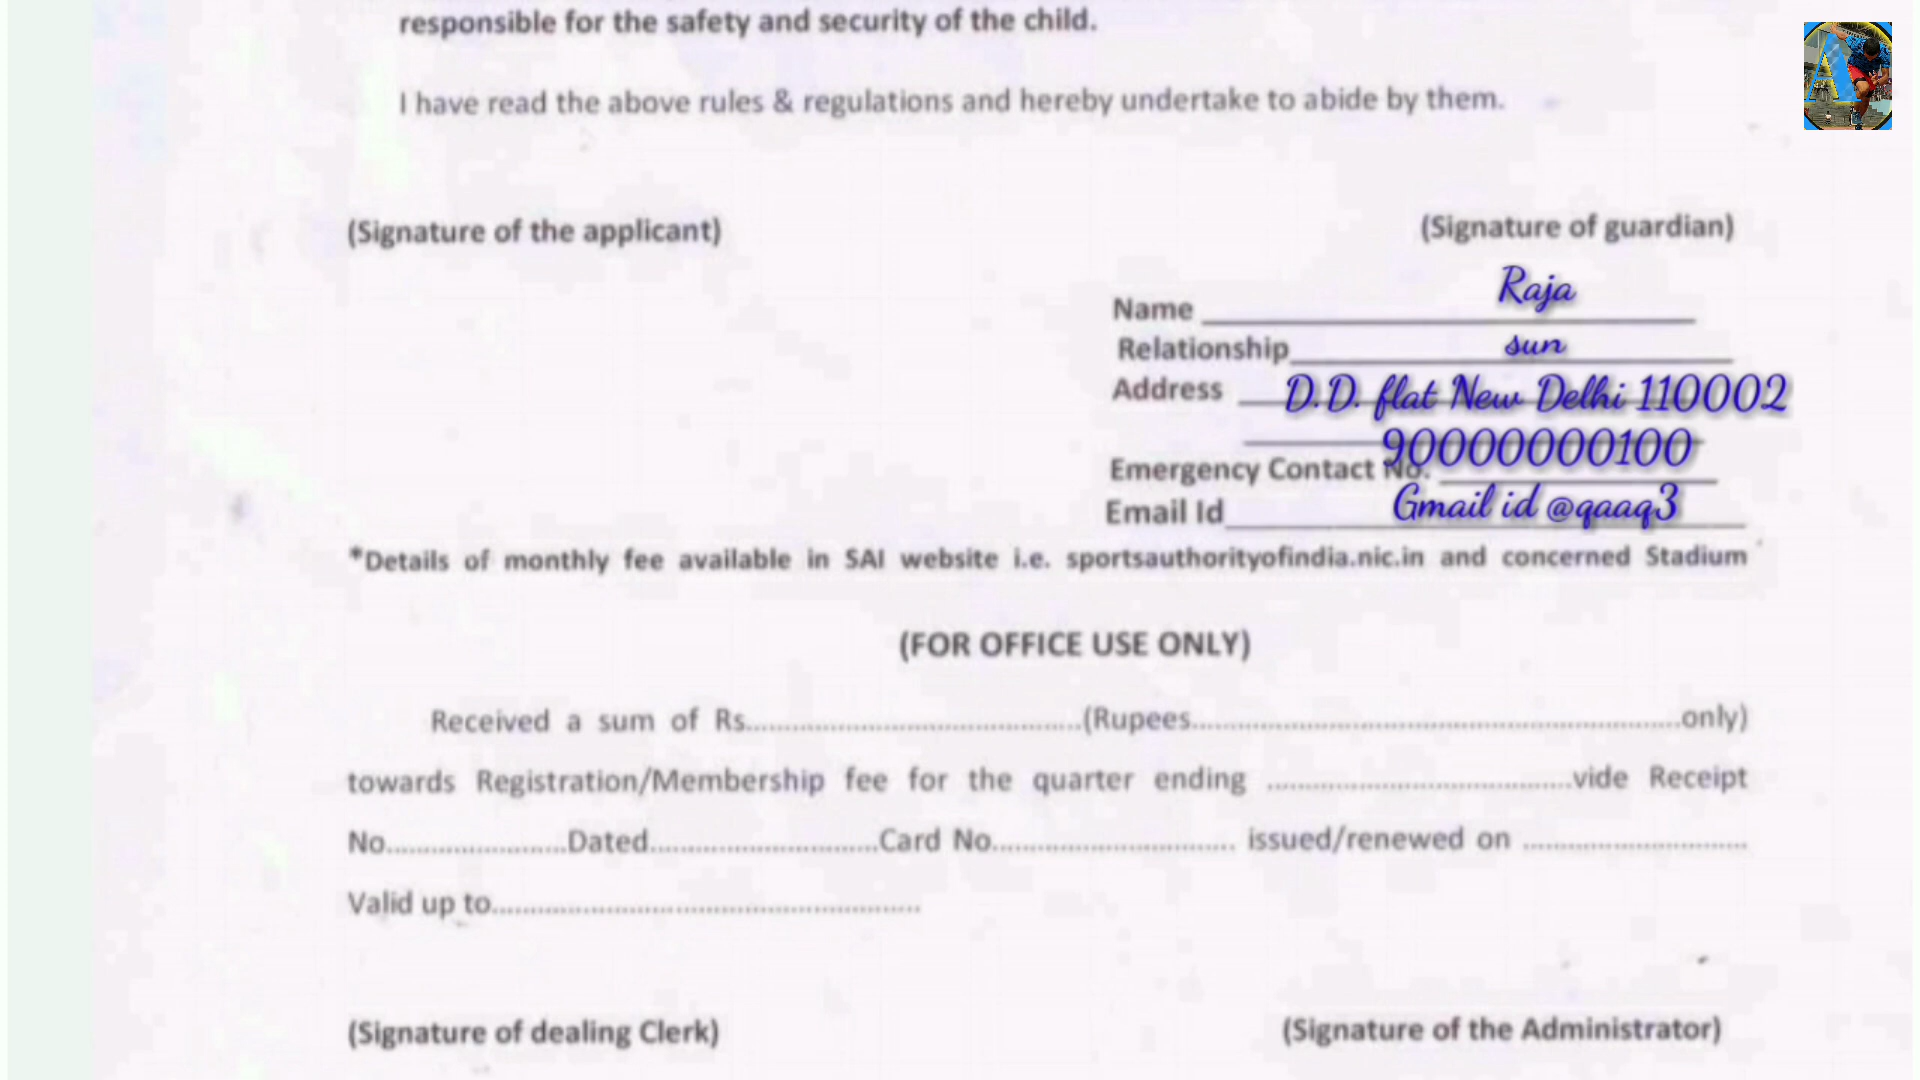 responsible for the safety and security of the child.
I have read the above rules & regulations and hereby undertake to abide by them.
(Signature of the applicant) (Signature of guardian)
Name Raja
Relationship sun
Address D.D. flat New Delhi 110002
Emergency Contact No. 90000000100
Email Id Gmail id @qaaq3
*Details of monthly fee available in SAI website i.e. sportsauthorityofindia.nic.in and concerned Stadium
(FOR OFFICE USE ONLY)
Received a sum of Rs..............................(Rupees..............................only)
towards Registration/Membership fee for the quarter ending ..............................vide Receipt
No....................Dated....................Card No.................... issued/renewed on ....................
Valid up to........................................
(Signature of dealing Clerk) (Signature of the Administrator)
A